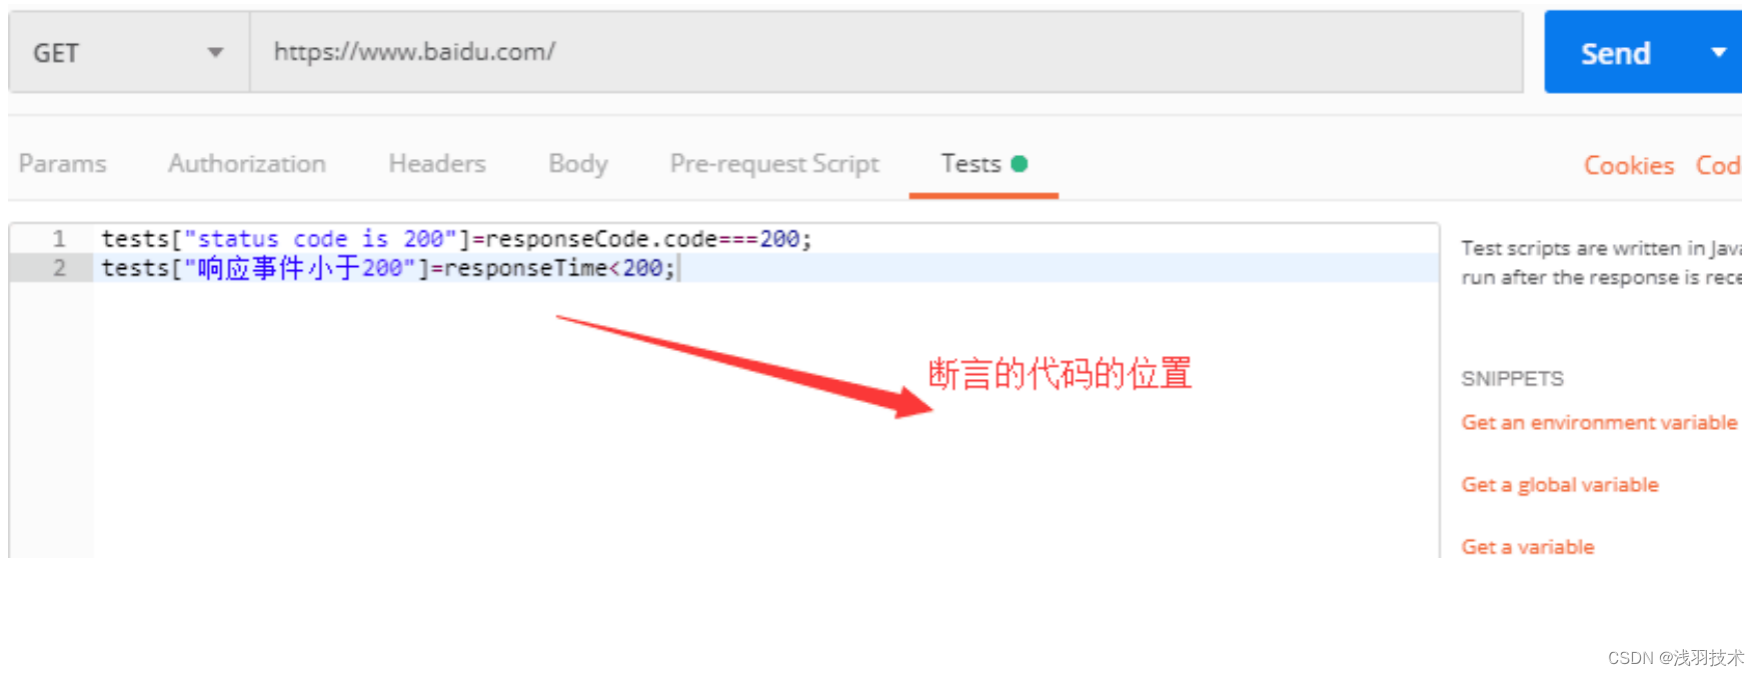 GET https://www.baidu.com/ Send
Params Authorization Headers Body Pre-request Script Tests Cookies Cod
1 tests["status code is 200"]=responseCode.code===200;
2 tests["响应事件小于200"]=responseTime<200;
Test scripts are written in Java
run after the response is rece
断言的代码的位置
SNIPPETS
Get an environment variable
Get a global variable
Get a variable
CSDN @浅羽技术